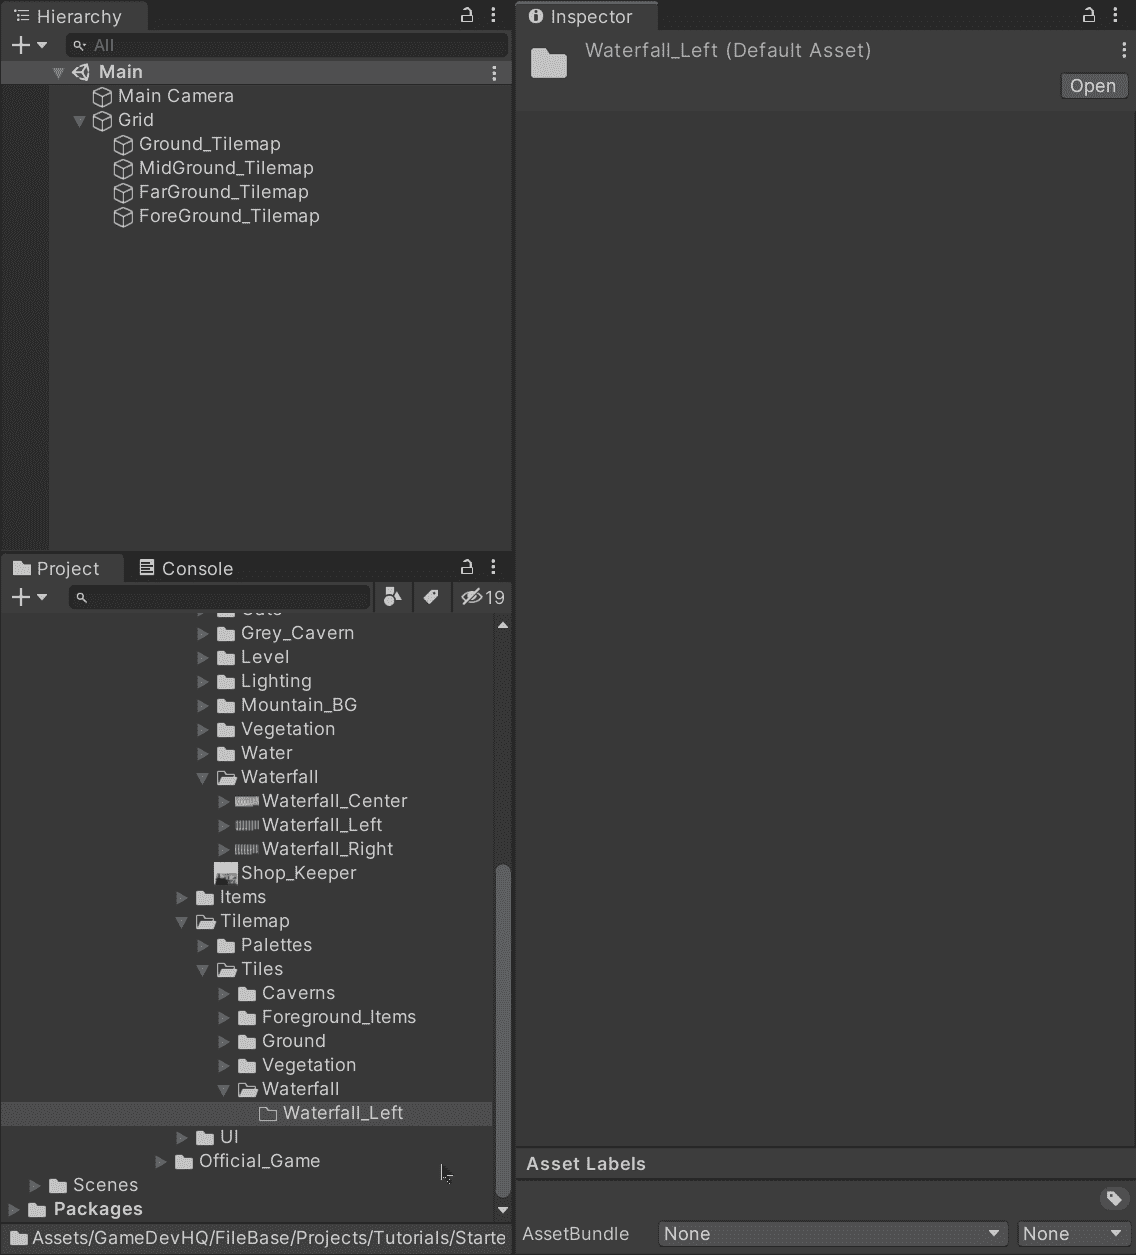 Hierarchy
All
Main
Main Camera
Grid
Ground_Tilemap
MidGround_Tilemap
FarGround_Tilemap
ForeGround_Tilemap
Inspector
Waterfall_Left (Default Asset)
Open
Project
Console
19
Grey_Cavern
Level
Lighting
Mountain_BG
Vegetation
Water
Waterfall
Waterfall_Center
Waterfall_Left
Waterfall_Right
Shop_Keeper
Items
Tilemap
Palettes
Tiles
Caverns
Foreground_Items
Ground
Vegetation
Waterfall
Waterfall_Left
UI
Official_Game
Scenes
Packages
Assets/GameDevHQ/FileBase/Projects/Tutorials/Starte
Asset Labels
AssetBundle None None